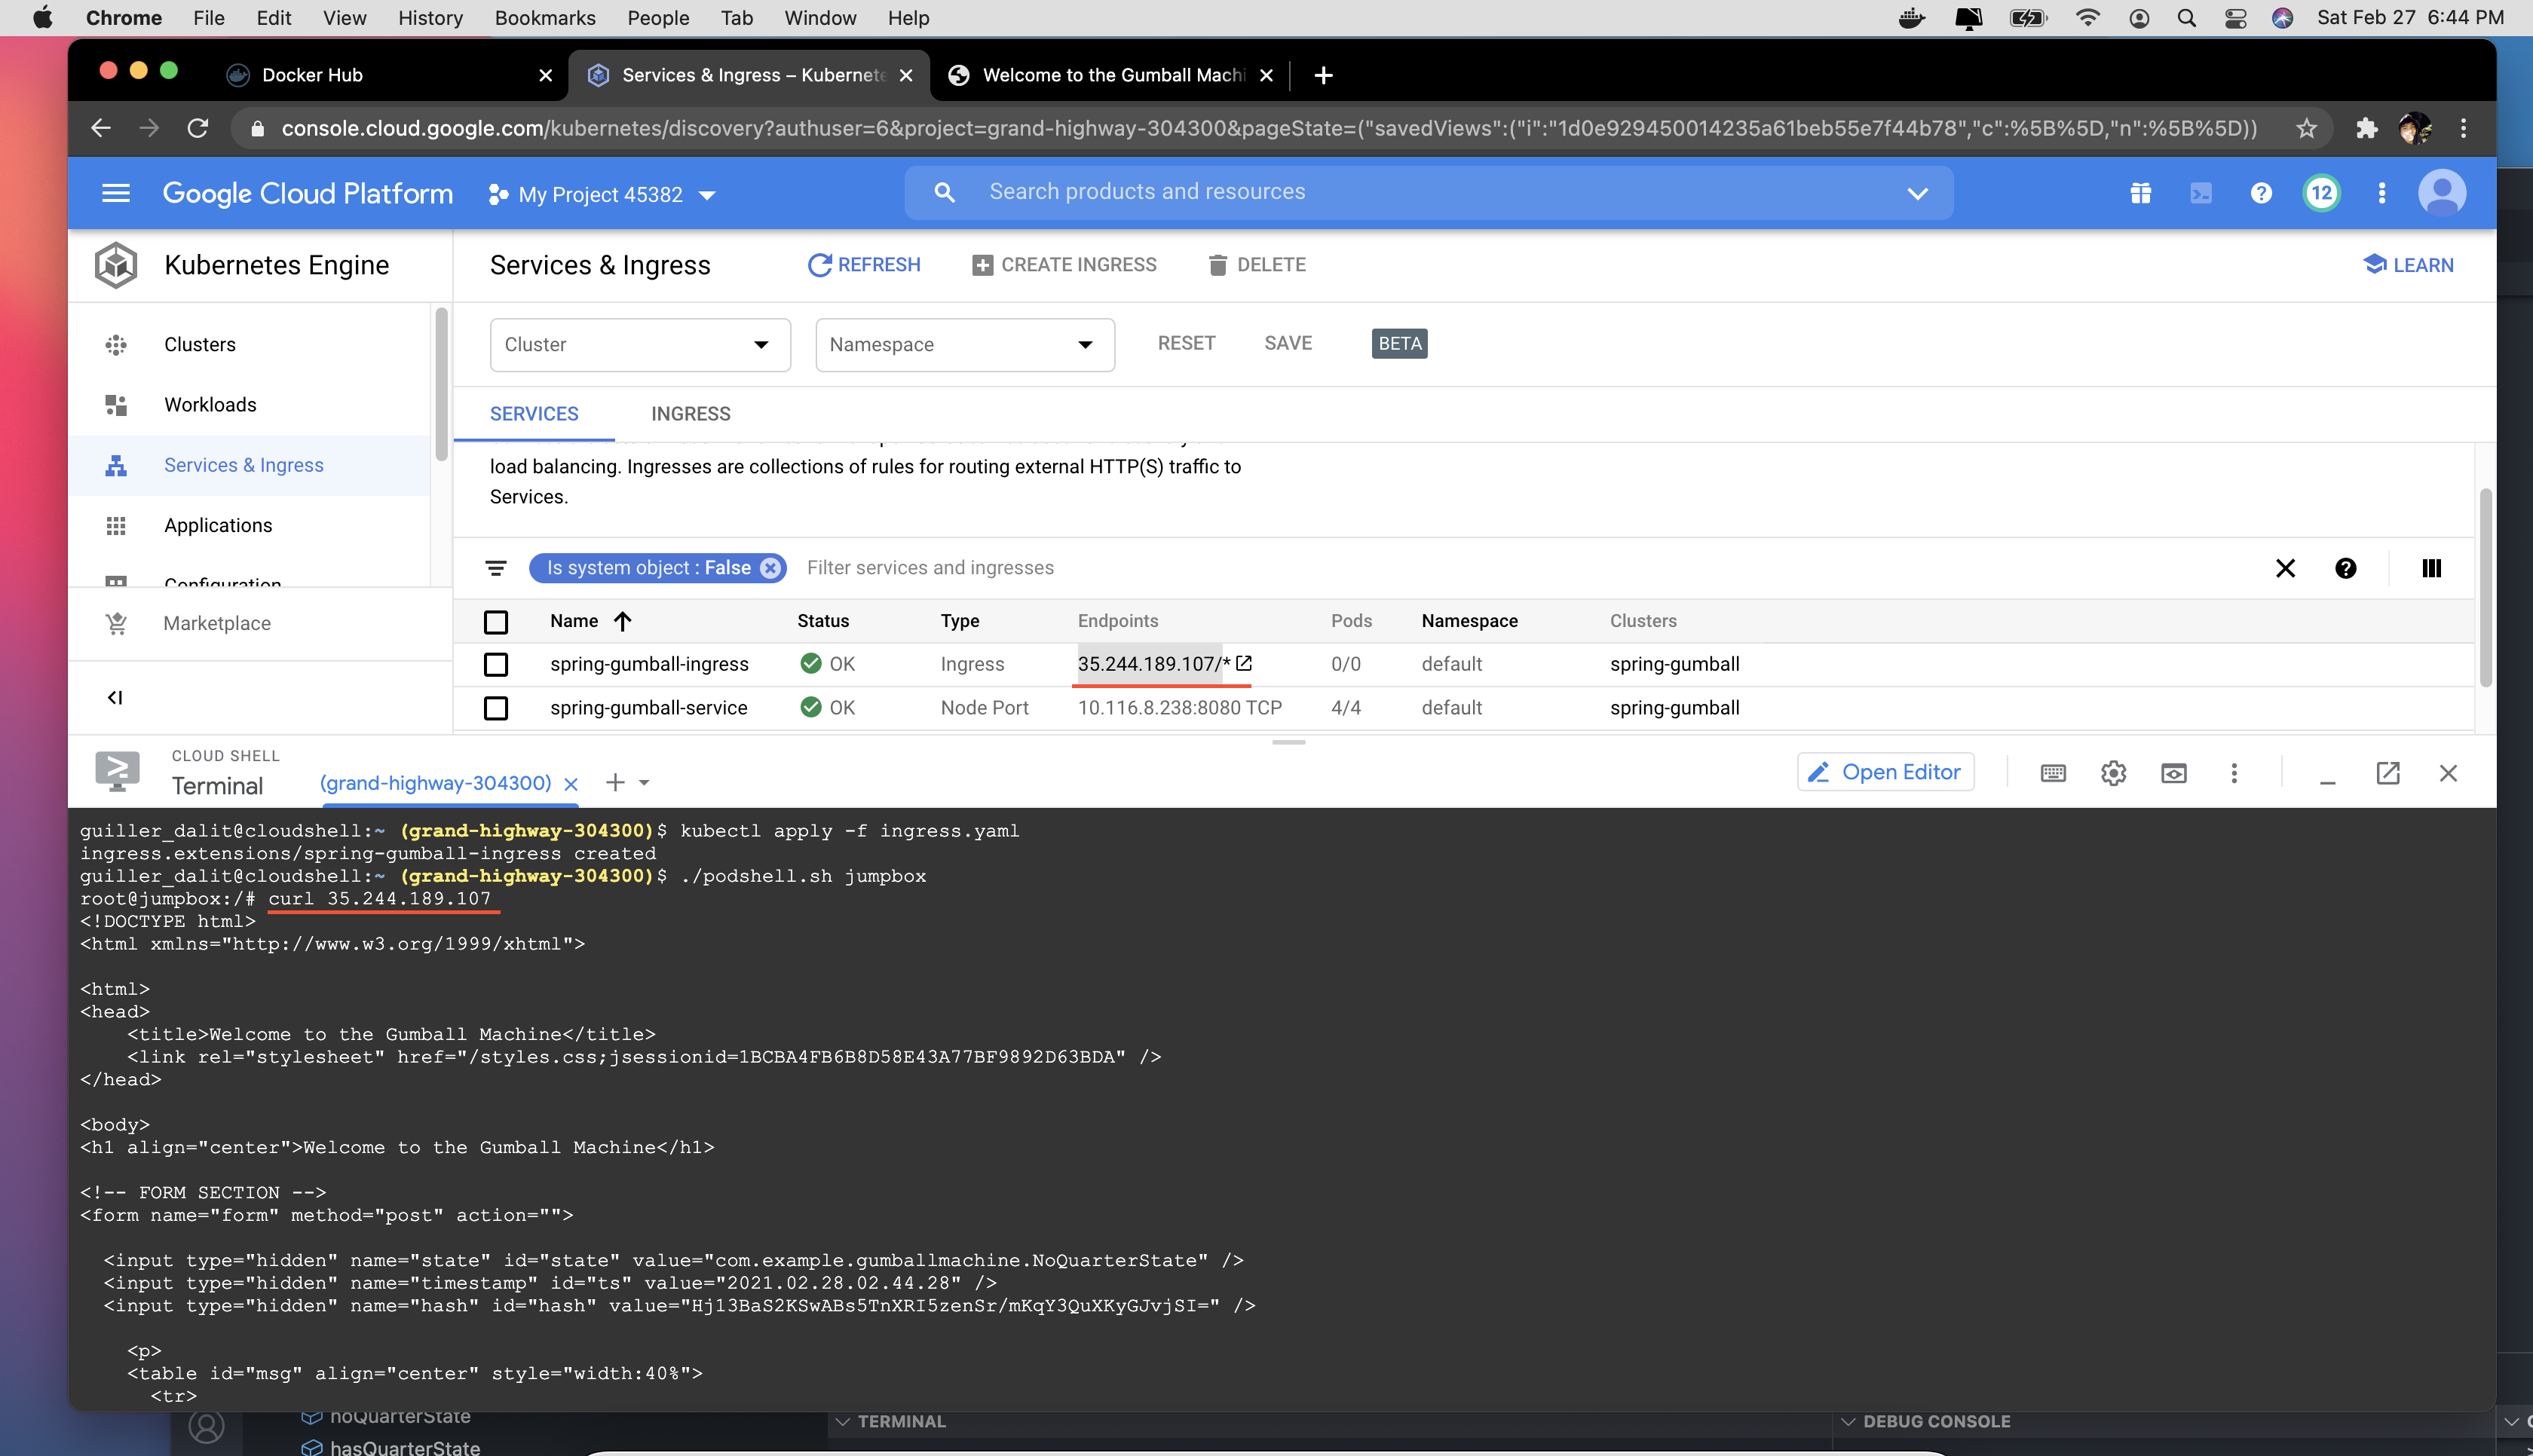 Chrome File Edit View History Bookmarks People Tab Window Help
Sat Feb 27 6:44 PM
Docker Hub
Services & Ingress – Kubernete
Welcome to the Gumball Machi
console.cloud.google.com/kubernetes/discovery?authuser=6&project=grand-highway-304300&pageState=("savedViews":("i":"1d0e929450014235a61beb55e7f44b78","c":%5B%5D,"n":%5B%5D))
Google Cloud Platform
My Project 45382
Search products and resources
12
Kubernetes Engine
Services & Ingress
REFRESH
CREATE INGRESS
DELETE
LEARN
Clusters
Workloads
Services & Ingress
Applications
Configuration
Marketplace
Cluster
Namespace
RESET
SAVE
BETA
SERVICES
INGRESS
load balancing. Ingresses are collections of rules for routing external HTTP(S) traffic to
Services.
Is system object : False
Filter services and ingresses
Name Status Type Endpoints Pods Namespace Clusters
spring-gumball-ingress OK Ingress 35.244.189.107/* 0/0 default spring-gumball
spring-gumball-service OK Node Port 10.116.8.238:8080 TCP 4/4 default spring-gumball
CLOUD SHELL
Terminal
(grand-highway-304300)
Open Editor
guiller_dalit@cloudshell:~ (grand-highway-304300)$ kubectl apply -f ingress.yaml
ingress.extensions/spring-gumball-ingress created
guiller_dalit@cloudshell:~ (grand-highway-304300)$ ./podshell.sh jumpbox
root@jumpbox:/# curl 35.244.189.107
<!DOCTYPE html>
<html xmlns="http://www.w3.org/1999/xhtml">
<html>
<head>
<title>Welcome to the Gumball Machine</title>
<link rel="stylesheet" href="/styles.css;jsessionid=1BCBA4FB6B8D58E43A77BF9892D63BDA" />
</head>
<body>
<h1 align="center">Welcome to the Gumball Machine</h1>
<!-- FORM SECTION -->
<form name="form" method="post" action="">
<input type="hidden" name="state" id="state" value="com.example.gumballmachine.NoQuarterState" />
<input type="hidden" name="timestamp" id="ts" value="2021.02.28.02.44.28" />
<input type="hidden" name="hash" id="hash" value="Hj13BaS2KSwABs5TnXRI5zenSr/mKqY3QuXKyGJvjSI=" />
<p>
<table id="msg" align="center" style="width:40%">
<tr>
noQuarterState
hasQuarterState
TERMINAL
DEBUG CONSOLE